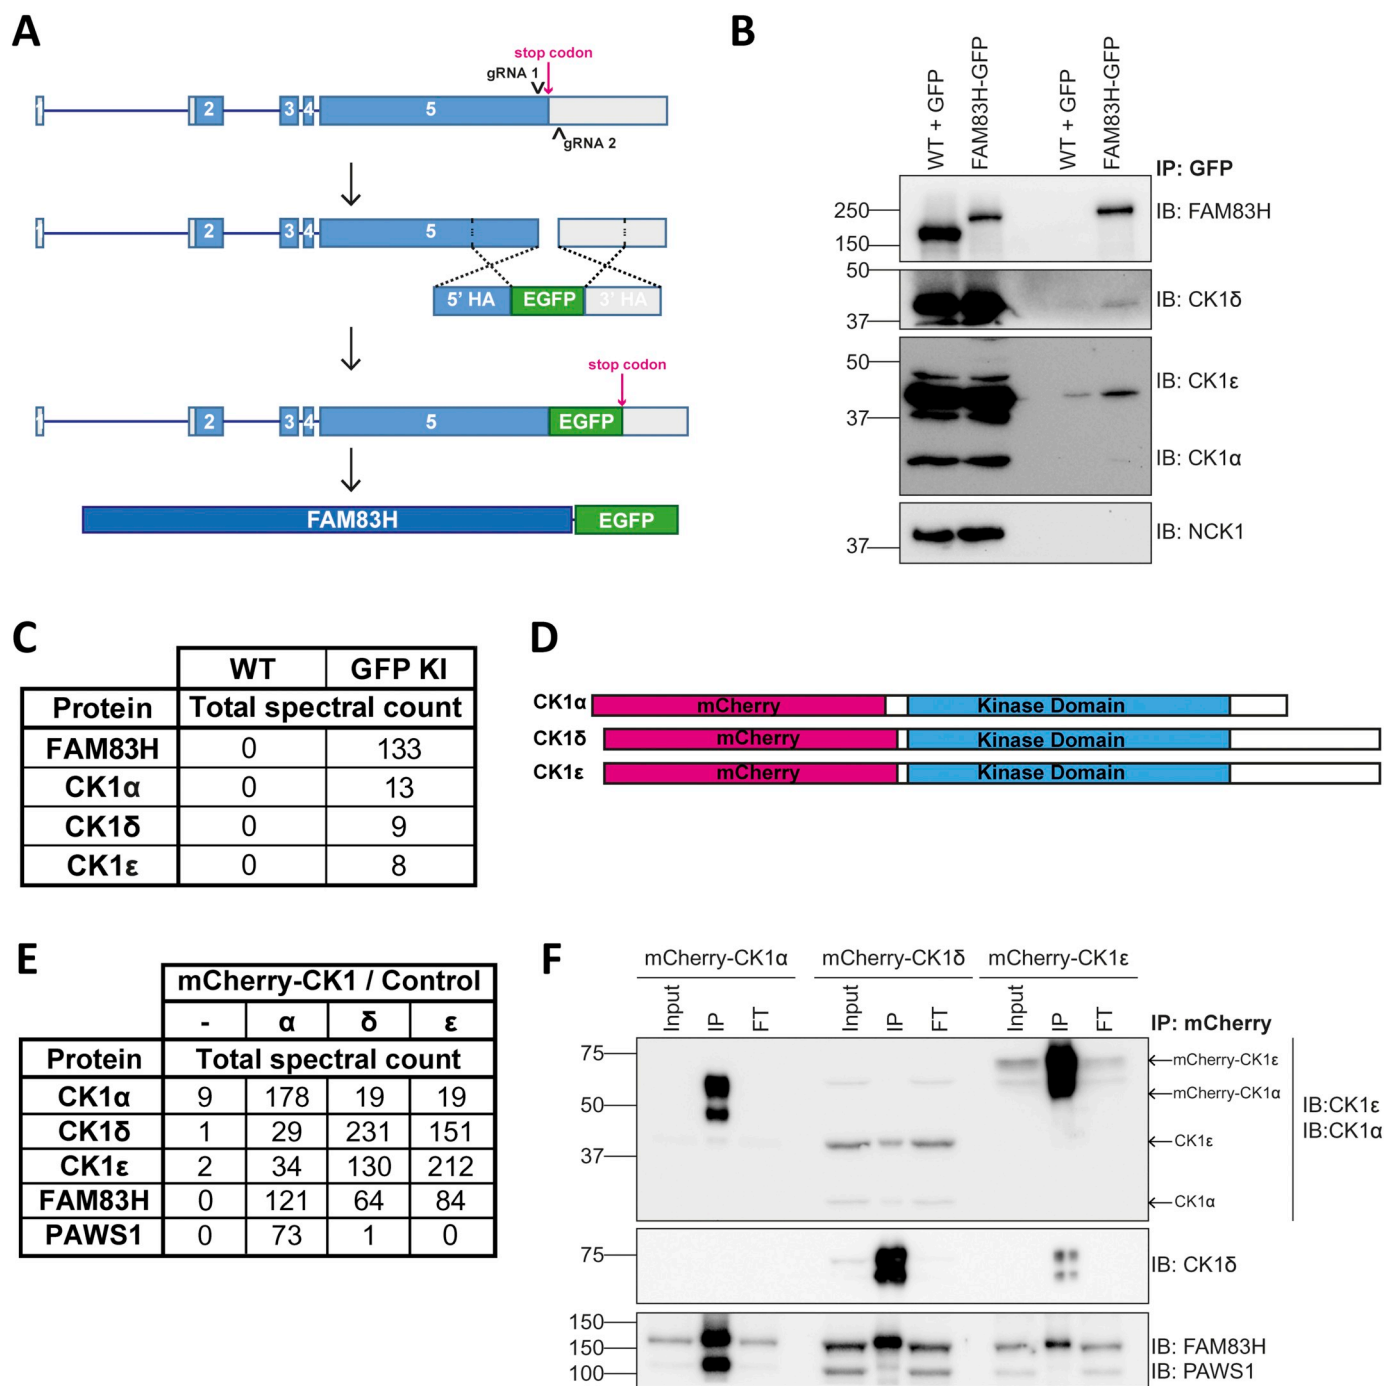 A
stop codon
gRNA 1
1 2 3 4 5
gRNA 2
1 2 3 4 5
5' HA EGFP 3' HA
stop codon
1 2 3 4 5 EGFP
FAM83H EGFP
B
WT + GFP
FAM83H-GFP
WT + GFP
FAM83H-GFP
IP: GFP
250
150
IB: FAM83H
50
37
IB: CK1δ
50
37
IB: CK1ε
IB: CK1α
37
IB: NCK1
C
WT GFP KI
Protein Total spectral count
FAM83H 0 133
CK1α 0 13
CK1δ 0 9
CK1ε 0 8
D
CK1α mCherry Kinase Domain
CK1δ mCherry Kinase Domain
CK1ε mCherry Kinase Domain
E
mCherry-CK1 / Control
- α δ ε
Protein Total spectral count
CK1α 9 178 19 19
CK1δ 1 29 231 151
CK1ε 2 34 130 212
FAM83H 0 121 64 84
PAWS1 0 73 1 0
F
mCherry-CK1α mCherry-CK1δ mCherry-CK1ε
Input IP FT Input IP FT Input IP FT
IP: mCherry
75
50
37
mCherry-CK1ε
mCherry-CK1α
CK1ε
CK1α
IB:CK1ε
IB:CK1α
75
IB: CK1δ
150
150
100
IB: FAM83H
IB: PAWS1